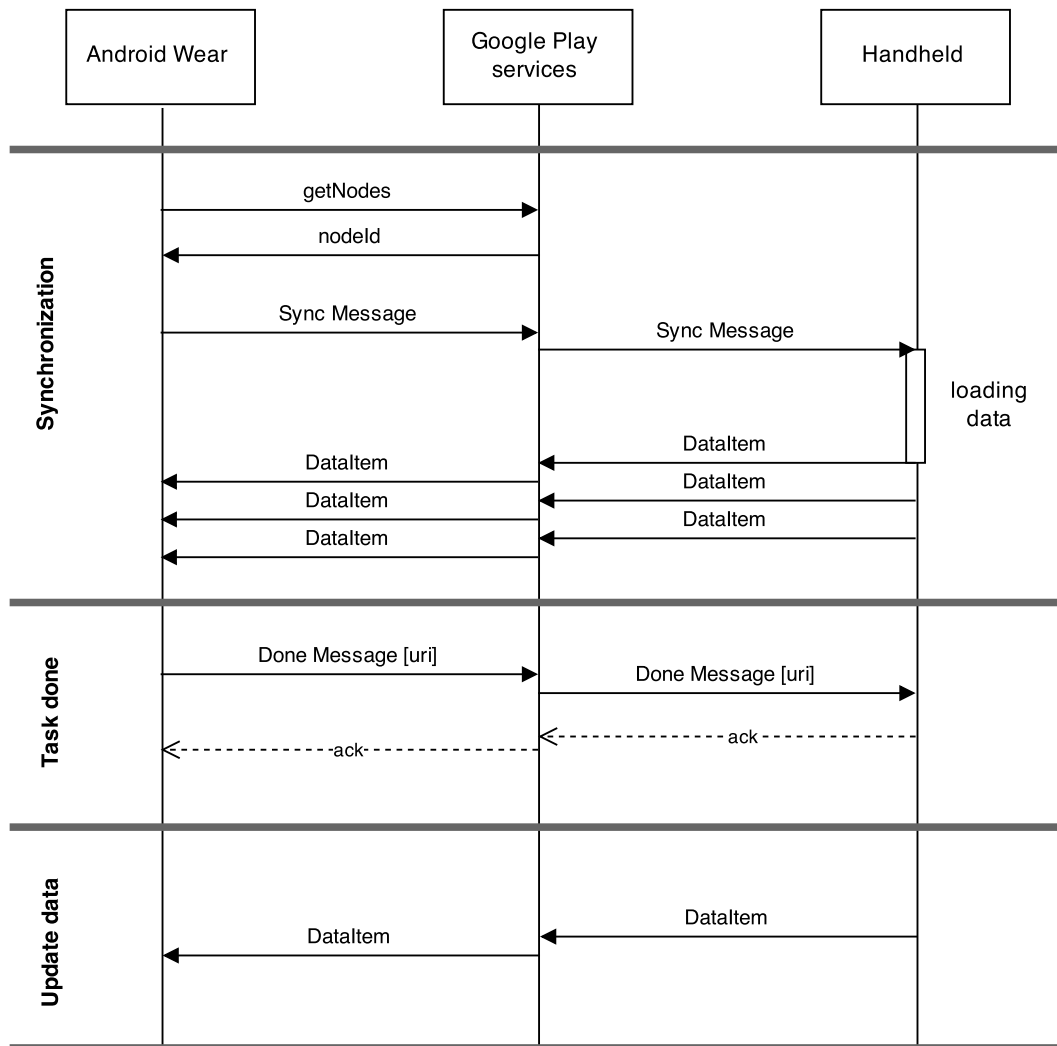 Android Wear
Google Play
services
Handheld
Synchronization
getNodes
nodeId
Sync Message
Sync Message
loading
data
DataItem
DataItem
DataItem
DataItem
DataItem
DataItem
Task done
Done Message [uri]
Done Message [uri]
ack
ack
Update data
DataItem
DataItem